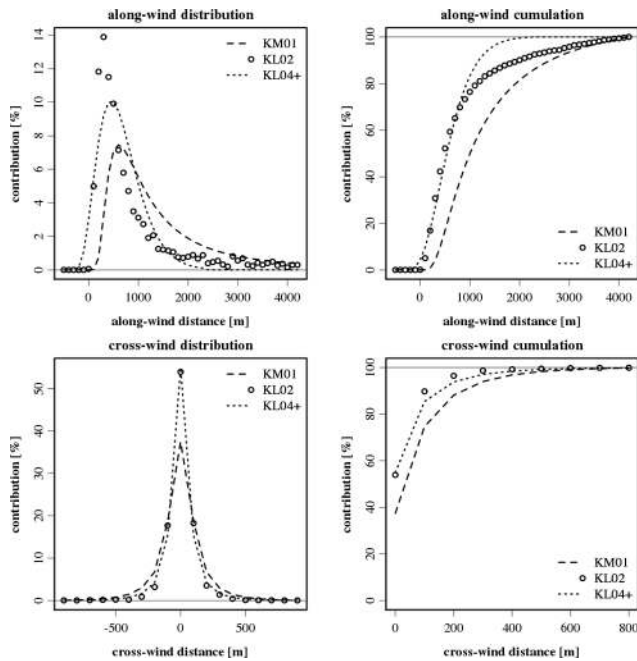 along-wind distribution
contribution [%]
0 2 4 6 8 10 12 14
0 1000 2000 3000 4000
along-wind distance [m]
KM01
KL02
KL04+
along-wind cumulation
contribution [%]
0 20 40 60 80 100
0 1000 2000 3000 4000
along-wind distance [m]
KM01
KL02
KL04+
cross-wind distribution
contribution [%]
0 10 20 30 40 50
-500 0 500
cross-wind distance [m]
KM01
KL02
KL04+
cross-wind cumulation
contribution [%]
0 20 40 60 80 100
0 200 400 600 800
cross-wind distance [m]
KM01
KL02
KL04+